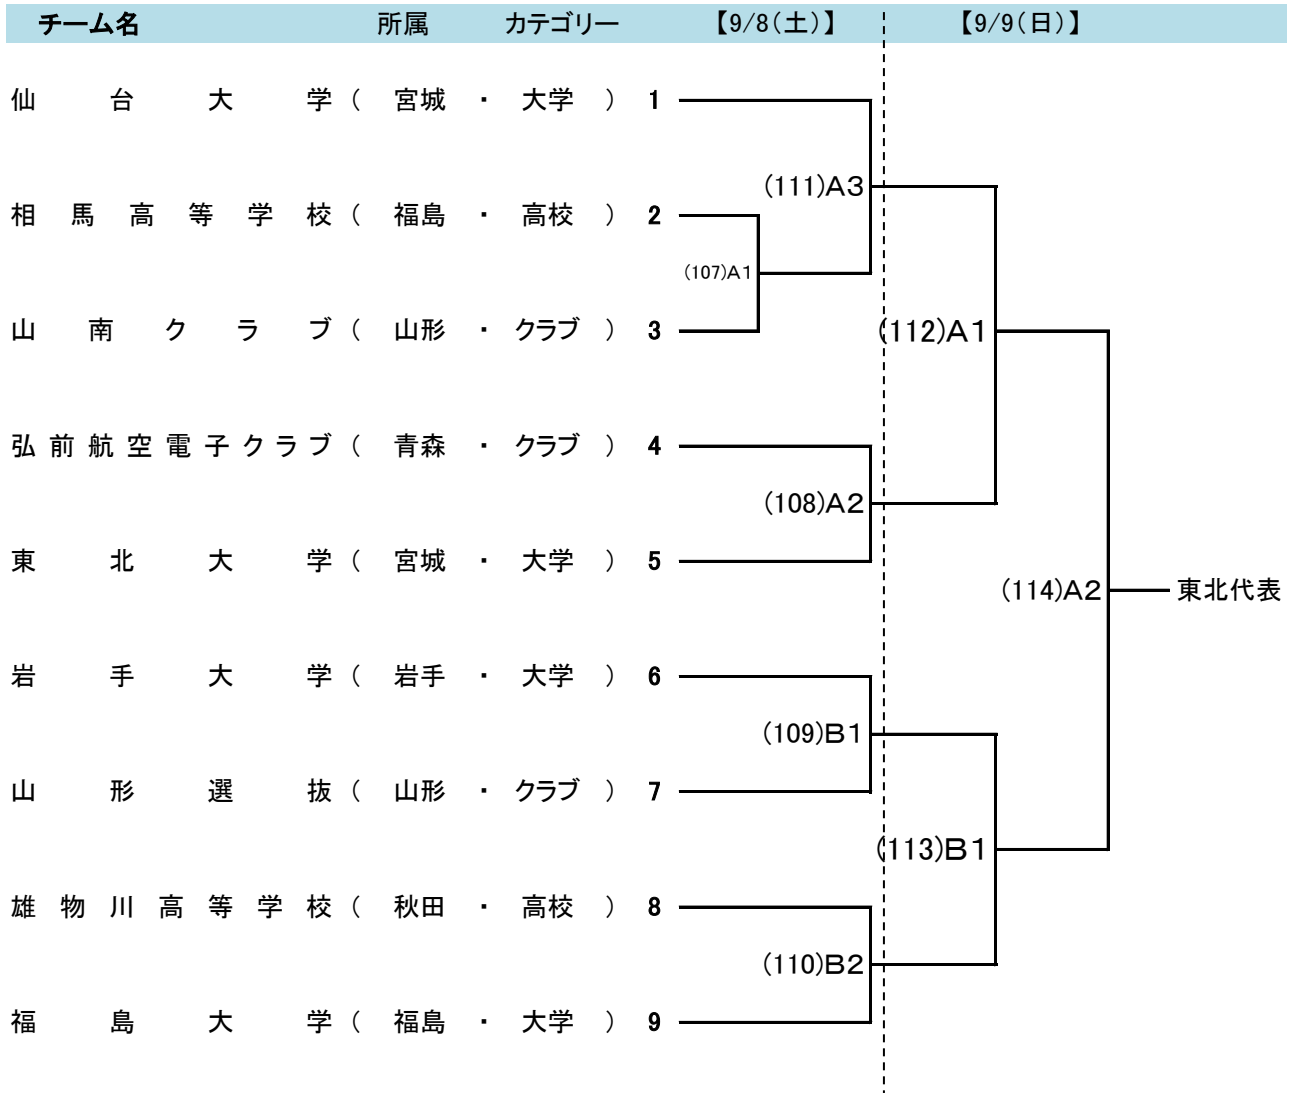 チーム名 所属 カテゴリー 【9/8(土)】 【9/9(日)】
仙台大学 ( 宮城 ・ 大学 ) 1
(111)A3
相馬高等学校 ( 福島 ・ 高校 ) 2
(107)A1
山南クラブ ( 山形 ・ クラブ ) 3
(112)A1
弘前航空電子クラブ ( 青森 ・ クラブ ) 4
(108)A2
東北大学 ( 宮城 ・ 大学 ) 5
(114)A2 東北代表
岩手大学 ( 岩手 ・ 大学 ) 6
(109)B1
山形選抜 ( 山形 ・ クラブ ) 7
(113)B1
雄物川高等学校 ( 秋田 ・ 高校 ) 8
(110)B2
福島大学 ( 福島 ・ 大学 ) 9